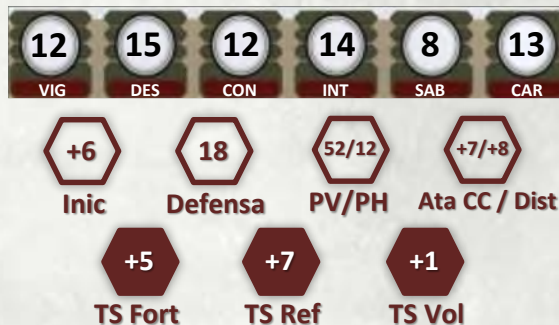 12 15 12 14 8 13
VIG DES CON INT SAB CAR
+6 18 52/12 +7/+8
Inic Defensa PV/PH Ata CC / Dist
+5 +7 +1
TS Fort TS Ref TS Vol